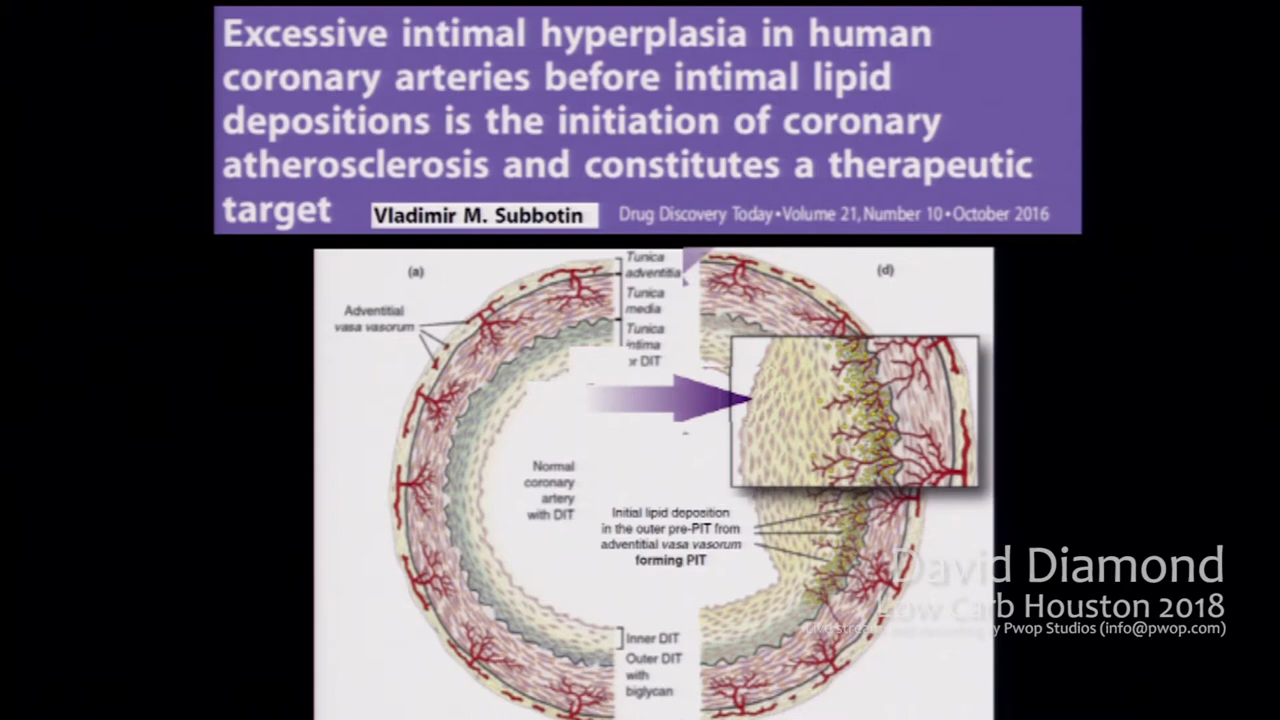 Excessive intimal hyperplasia in human
coronary arteries before intimal lipid
depositions is the initiation of coronary
atherosclerosis and constitutes a therapeutic
target
Vladimir M. Subbotin
Drug Discovery Today • Volume 21, Number 10 • October 2016
(a)
Tunica
adventitia
(d)
Adventitial
vasa vasorum
Tunica
media
Tunica
intima
or DIT
Normal
coronary
artery
with DIT
Initial lipid deposition
in the outer pre-PIT from
adventitial vasa vasorum
forming PIT
David Diamond
Low Carb Houston 2018
by Pwop Studios (info@pwop.com)
Inner DIT
Outer DIT
with
biglycan